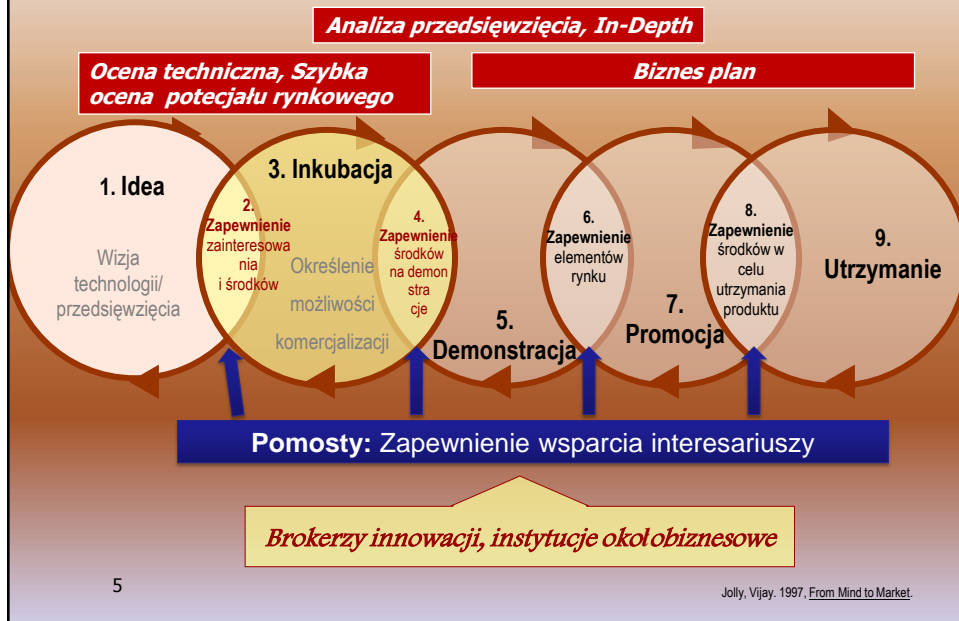 Analiza przedsięwzięcia, In-Depth
Ocena techniczna, Szybka
ocena potecjału rynkowego
Biznes plan
1. Idea
Wizja
technologii/
przedsięwzięcia
2.
Zapewnienie
zainteresowa
nia
i środków
3. Inkubacja
Określenie
możliwości
komercjalizacji
4.
Zapewnienie
środków
na demon
stra
cje
5.
Demonstracja
6.
Zapewnienie
elementów
rynku
7.
Promocja
8.
Zapewnienie
środków w
celu
utrzymania
produktu
9.
Utrzymanie
Pomosty: Zapewnienie wsparcia interesariuszy
Brokerzy innowacji, instytucje okołobiznesowe
5
Jolly, Vijay. 1997, From Mind to Market.